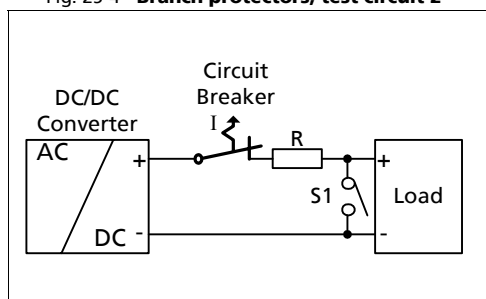 Fig. 25-1 Branch protectors, test circuit 2
Circuit
Breaker
DC/DC
Converter
I
AC
+
R
+
S1
Load
DC
-
-